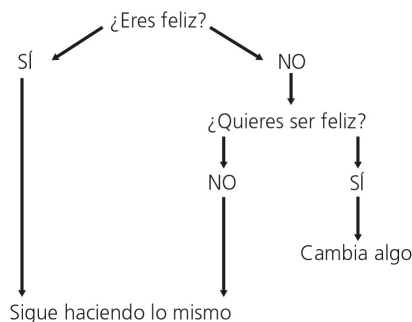 ¿Eres feliz?
SÍ NO
¿Quieres ser feliz?
NO SÍ
Cambia algo
Sigue haciendo lo mismo